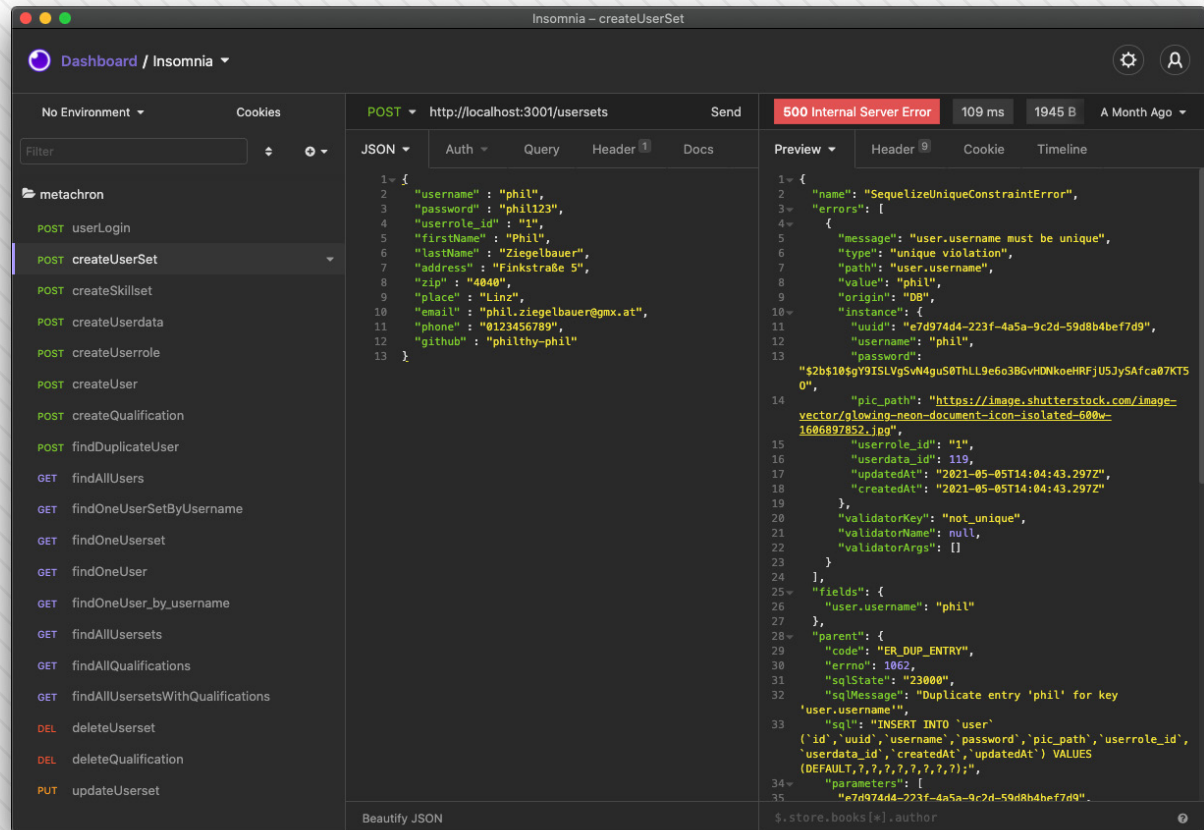 Insomnia – createUserSet
Dashboard / Insomnia
No Environment
Cookies
Filter
metachron
POST userLogin
POST createUserSet
POST createSkillset
POST createUserdata
POST createUserrole
POST createUser
POST createQualification
POST findDuplicateUser
GET findAllUsers
GET findOneUserSetByUsername
GET findOneUserset
GET findOneUser
GET findOneUser_by_username
GET findAllUsersets
GET findAllQualifications
GET findAllUsersetsWithQualifications
DEL deleteUserset
DEL deleteQualification
PUT updateUserset
POST http://localhost:3001/usersets Send
JSON Auth Query Header 1 Docs
1 {
2 "username" : "phil",
3 "password" : "phil123",
4 "userrole_id" : "1",
5 "firstName" : "Phil",
6 "lastName" : "Ziegelbauer",
7 "address" : "Finkstraße 5",
8 "zip" : "4040",
9 "place" : "Linz",
10 "email" : "phil.ziegelbauer@gmx.at",
11 "phone" : "0123456789",
12 "github" : "philthy-phil"
13 }
Beautify JSON
500 Internal Server Error 109 ms 1945 B A Month Ago
Preview Header 9 Cookie Timeline
1 {
2 "name": "SequelizeUniqueConstraintError",
3 "errors": [
4 {
5 "message": "user.username must be unique",
6 "type": "unique violation",
7 "path": "user.username",
8 "value": "phil",
9 "origin": "DB",
10 "instance": {
11 "uuid": "e7d974d4-223f-4a5a-9c2d-59d8b4bef7d9",
12 "username": "phil",
13 "password":
"$2b$10$gY9ISLVgSvN4guS0ThLL9e6o3BGvHDNkoeHRFjU5JySAfca07KT5
O",
14 "pic_path": "https://image.shutterstock.com/image-
vector/glowing-neon-document-icon-isolated-600w-
1606897852.jpg",
15 "userrole_id": "1",
16 "userdata_id": 119,
17 "updatedAt": "2021-05-05T14:04:43.297Z",
18 "createdAt": "2021-05-05T14:04:43.297Z"
19 },
20 "validatorKey": "not_unique",
21 "validatorName": null,
22 "validatorArgs": []
23 }
24 ],
25 "fields": {
26 "user.username": "phil"
27 },
28 "parent": {
29 "code": "ER_DUP_ENTRY",
30 "errno": 1062,
31 "sqlState": "23000",
32 "sqlMessage": "Duplicate entry 'phil' for key
'user.username'",
33 "sql": "INSERT INTO `user`
(`id`,`uuid`,`username`,`password`,`pic_path`,`userrole_id`,
`userdata_id`,`createdAt`,`updatedAt`) VALUES
(DEFAULT,?,?,?,?,?,?,?,?);",
34 "parameters": [
35 "e7d974d4-223f-4a5a-9c2d-59d8b4bef7d9",
$.store.books[*].author